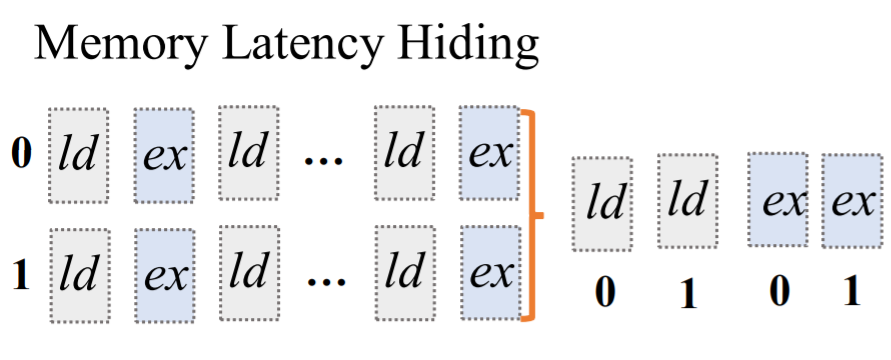 Memory Latency Hiding
0 ld ex ld ... ld ex
1 ld ex ld ... ld ex
ld ld ex ex
0 1 0 1